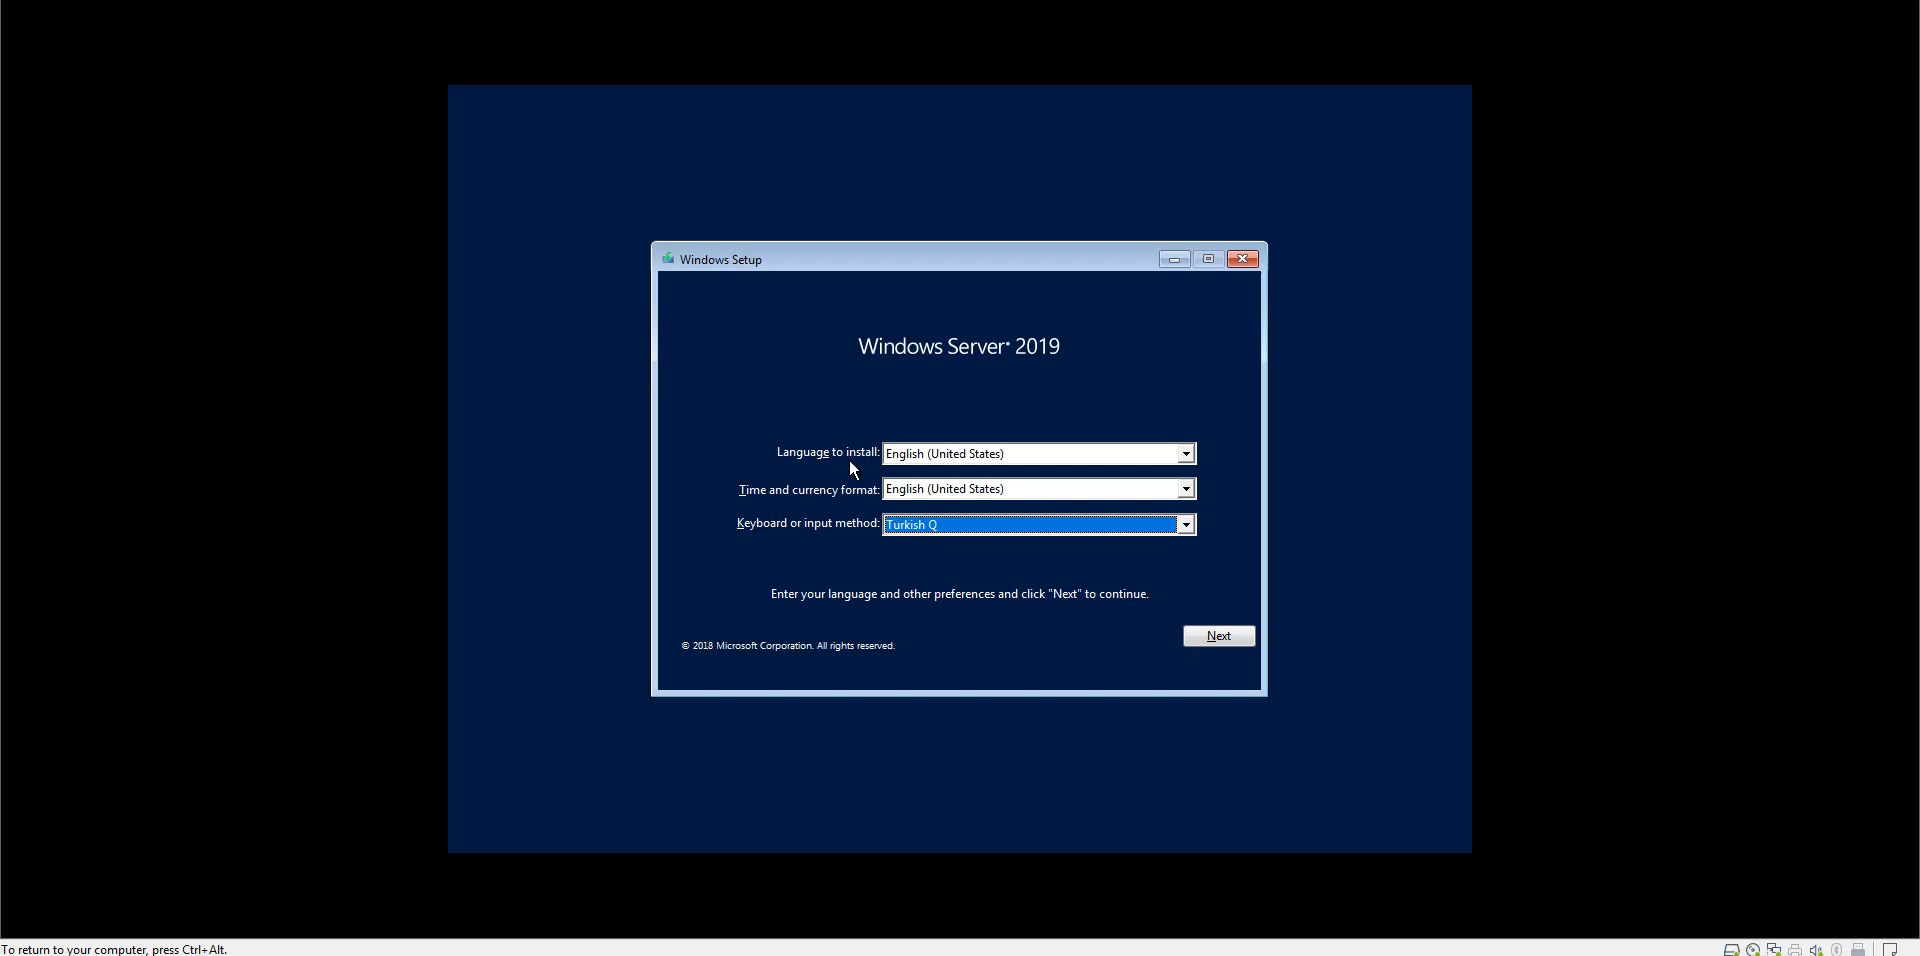 Windows Setup
Windows Server® 2019
Language to install: English (United States)
Time and currency format: English (United States)
Keyboard or input method: Turkish Q
Enter your language and other preferences and click "Next" to continue.
Next
© 2018 Microsoft Corporation. All rights reserved.
To return to your computer, press Ctrl+Alt.